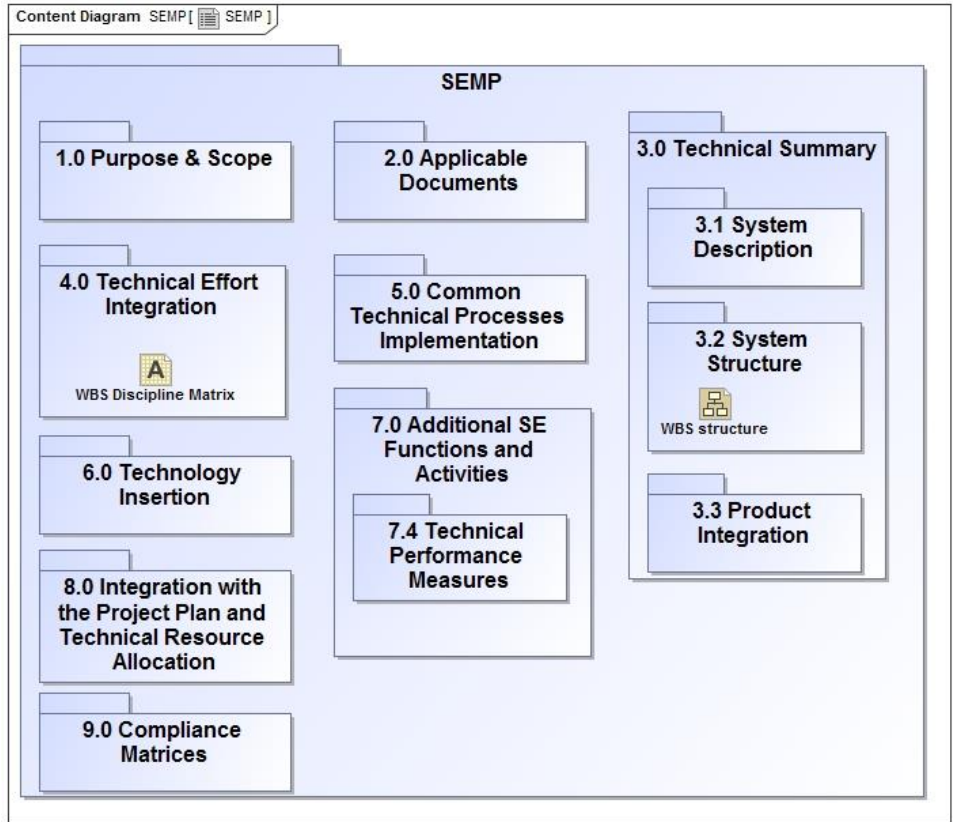 Content Diagram SEMP[ SEMP ]
SEMP
1.0 Purpose & Scope
2.0 Applicable
Documents
3.0 Technical Summary
3.1 System
Description
3.2 System
Structure
WBS structure
3.3 Product
Integration
4.0 Technical Effort
Integration
WBS Discipline Matrix
5.0 Common
Technical Processes
Implementation
6.0 Technology
Insertion
7.0 Additional SE
Functions and
Activities
7.4 Technical
Performance
Measures
8.0 Integration with
the Project Plan and
Technical Resource
Allocation
9.0 Compliance
Matrices